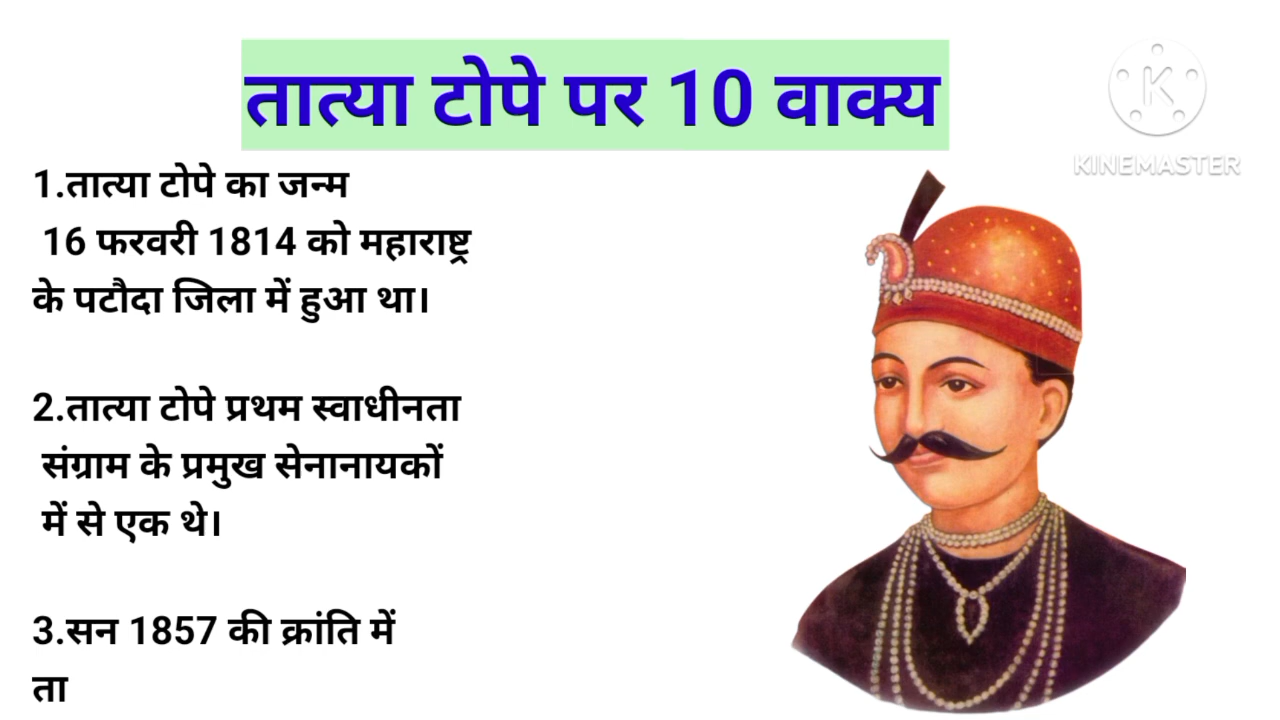 तात्या टोपे पर 10 वाक्य
KINEMASTER
1.तात्या टोपे का जन्म
16 फरवरी 1814 को महाराष्ट्र
के पटौदा जिला में हुआ था।
2.तात्या टोपे प्रथम स्वाधीनता
संग्राम के प्रमुख सेनानायकों
में से एक थे।
3.सन 1857 की क्रांति में
ता